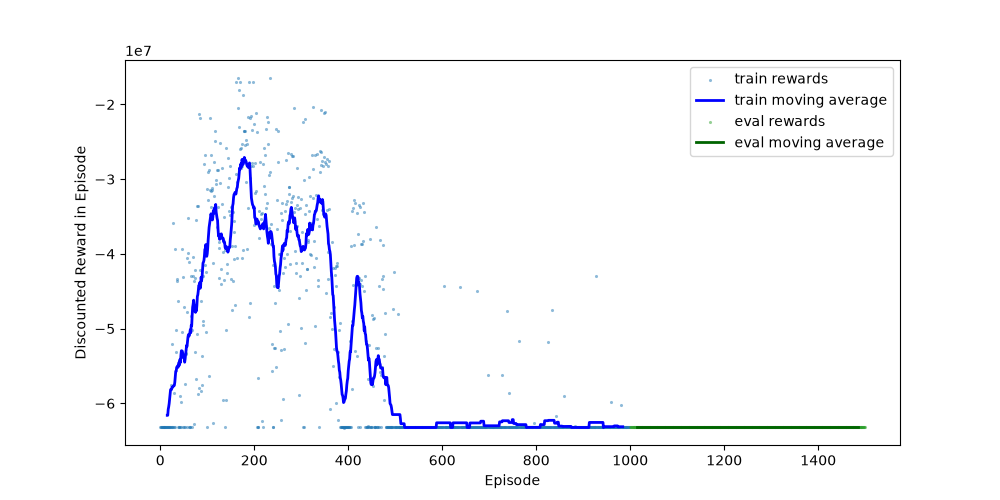 1e7
−2
−3
−4
−5
−6
Discounted Reward in Episode
train rewards
train moving average
eval rewards
eval moving average
0 200 400 600 800 1000 1200 1400
Episode